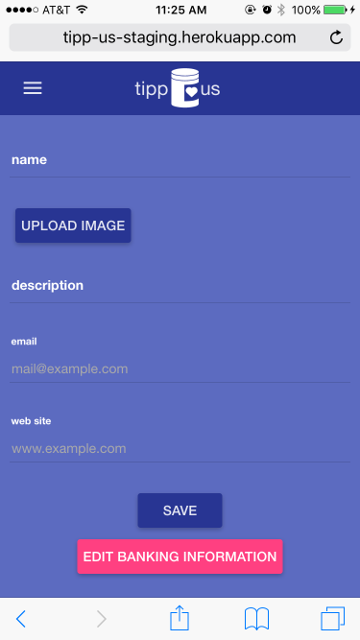 AT&T 11:25 AM 100%
tipp-us-staging.herokuapp.com
tipp us
name
UPLOAD IMAGE
description
email
mail@example.com
web site
www.example.com
SAVE
EDIT BANKING INFORMATION